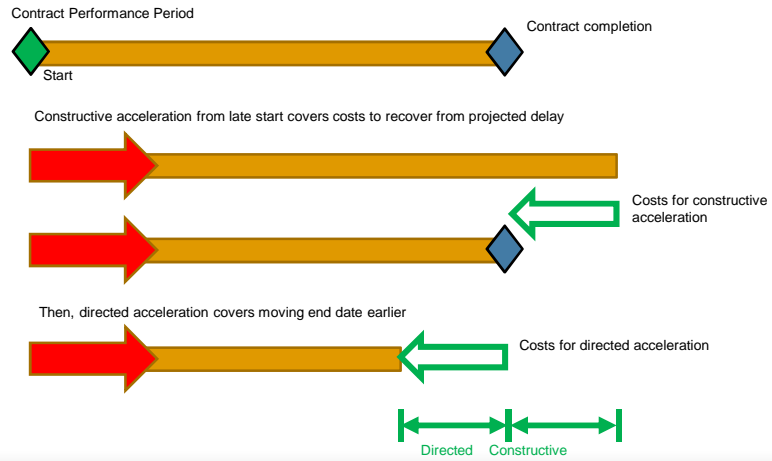 Contract Performance Period
Contract completion
Start
Constructive acceleration from late start covers costs to recover from projected delay
Costs for constructive
acceleration
Then, directed acceleration covers moving end date earlier
Costs for directed acceleration
Directed Constructive